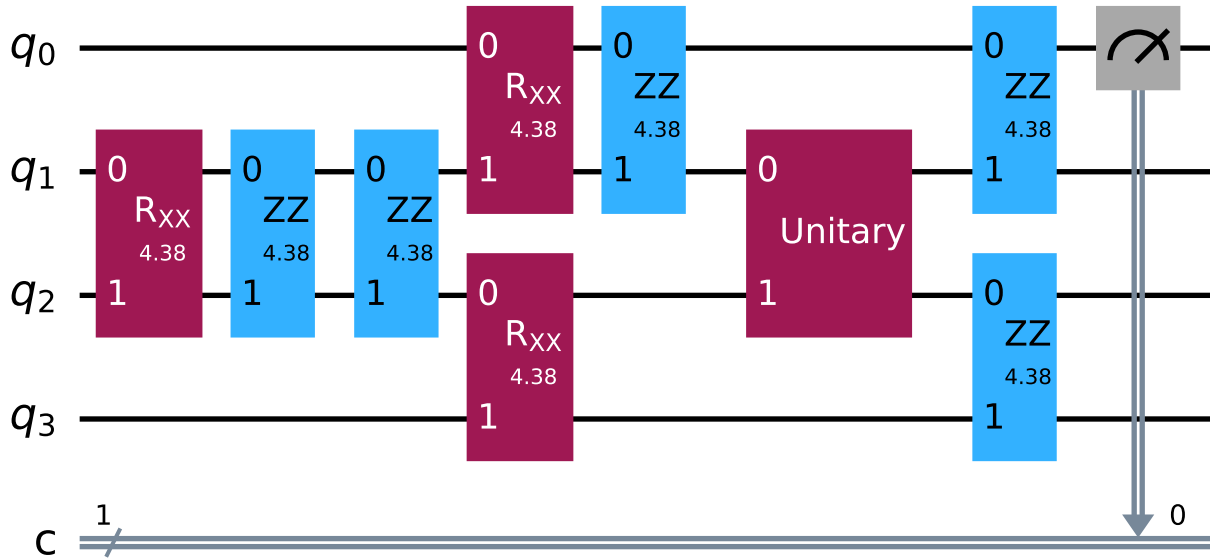 q0 0 0 0
RXX ZZ ZZ
4.38 4.38 4.38
q1 0 0 0 1 1 0 1
RXX ZZ ZZ Unitary
4.38 4.38 4.38
q2 1 1 1 0 1 0
RXX ZZ
4.38 4.38
q3 1 1
1 0
c